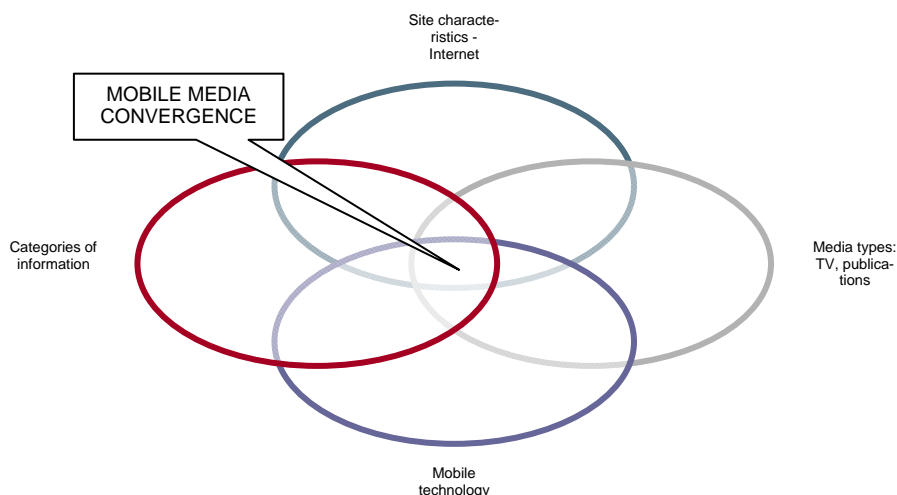 Site characte-
ristics -
Internet
MOBILE MEDIA
CONVERGENCE
Categories of
information
Media types:
TV, publica-
tions
Mobile
technology